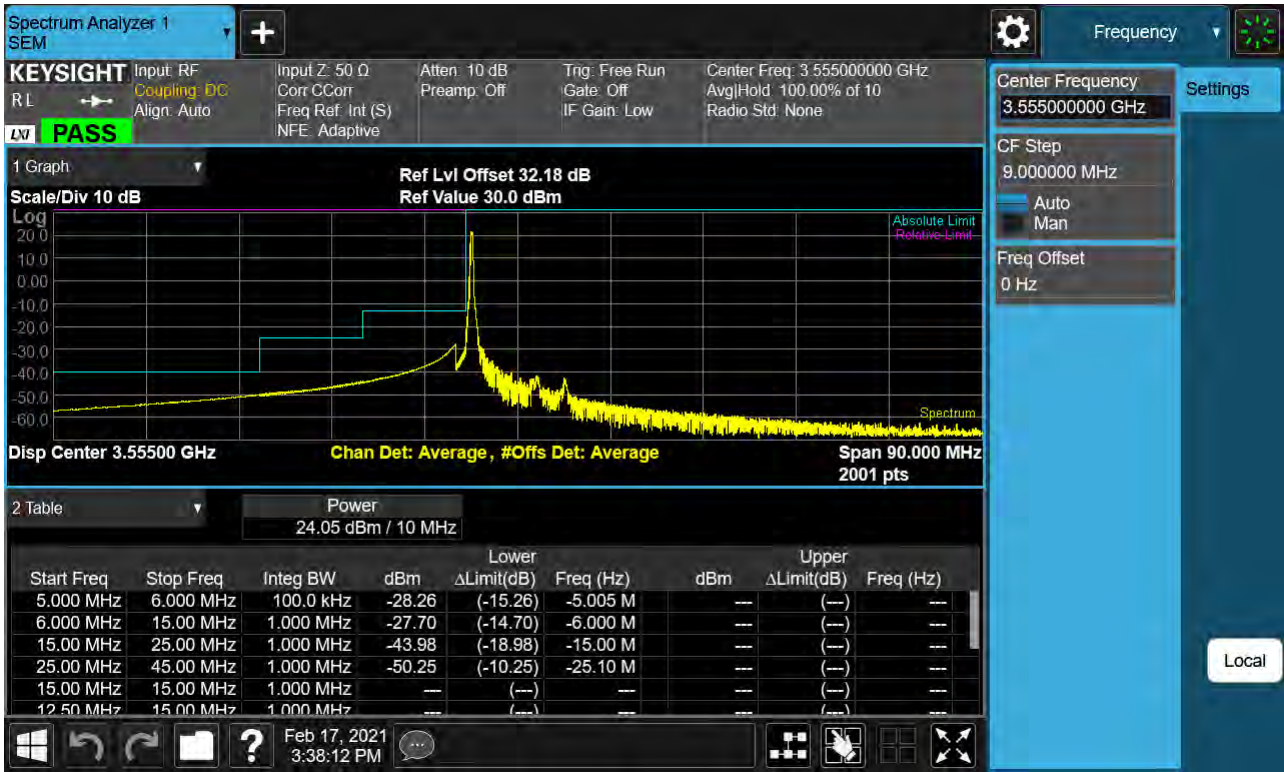 Spectrum Analyzer 1
SEM
+
Frequency
KEYSIGHT
RL
LXI
PASS
Input: RF
Coupling: DC
Align: Auto
Input Z: 50 Ω
Corr CCorr
Freq Ref: Int (S)
NFE: Adaptive
Atten: 10 dB
Preamp: Off
Trig: Free Run
Gate: Off
IF Gain: Low
Center Freq: 3.555000000 GHz
Avg|Hold: 100.00% of 10
Radio Std: None
Center Frequency
3.555000000 GHz
Settings
CF Step
9.000000 MHz
Auto
Man
Freq Offset
0 Hz
1 Graph
Ref Lvl Offset 32.18 dB
Scale/Div 10 dB
Ref Value 30.0 dBm
Log
Absolute Limit
Relative Limit
20.0
10.0
0.00
-10.0
-20.0
-30.0
-40.0
-50.0
-60.0
Spectrum
Disp Center 3.55500 GHz
Chan Det: Average, #Offs Det: Average
Span 90.000 MHz
2001 pts
2 Table
Power
24.05 dBm / 10 MHz
Lower Upper
Start Freq Stop Freq Integ BW dBm ΔLimit(dB) Freq (Hz) dBm ΔLimit(dB) Freq (Hz)
5.000 MHz 6.000 MHz 100.0 kHz -28.26 (-15.26) -5.005 M --- (---) ---
6.000 MHz 15.00 MHz 1.000 MHz -27.70 (-14.70) -6.000 M --- (---) ---
15.00 MHz 25.00 MHz 1.000 MHz -43.98 (-18.98) -15.00 M --- (---) ---
25.00 MHz 45.00 MHz 1.000 MHz -50.25 (-10.25) -25.10 M --- (---) ---
15.00 MHz 15.00 MHz 1.000 MHz --- (---) --- --- (---) ---
12.50 MHz 15.00 MHz 1.000 MHz --- (---) --- --- (---) ---
Local
?
Feb 17, 2021
3:38:12 PM